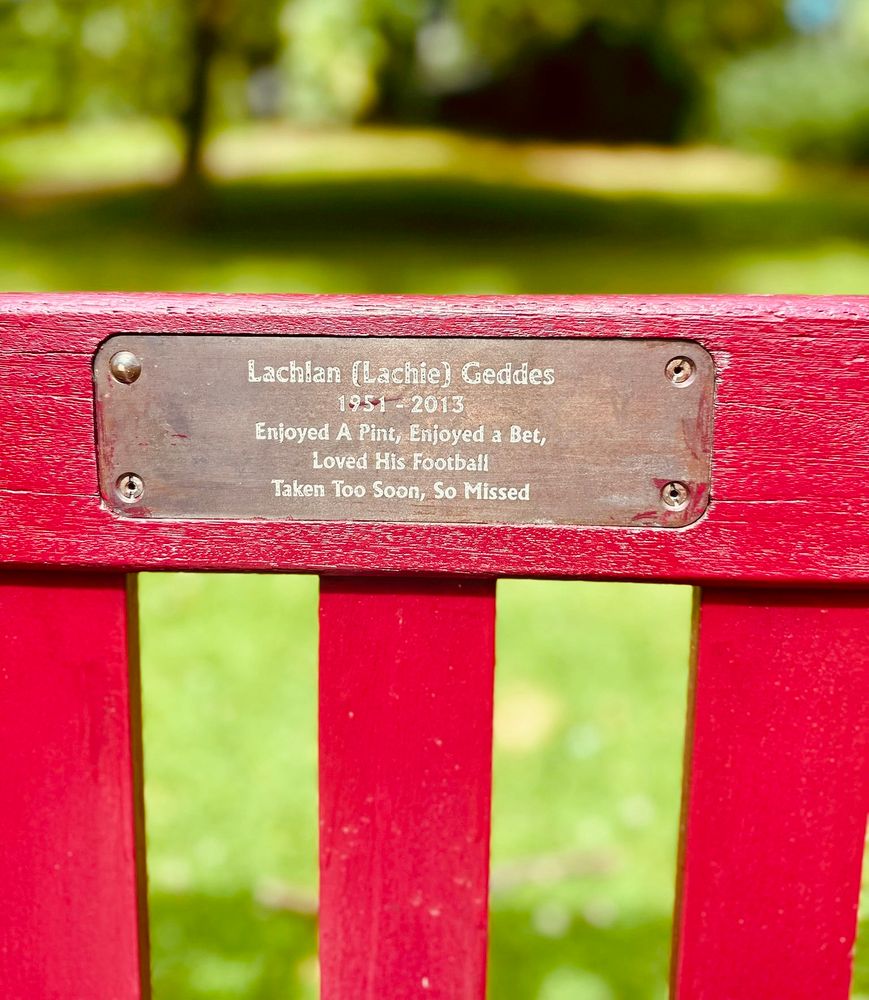 Lachlan (Lachie) Geddes
1951 - 2013
Enjoyed A Pint, Enjoyed a Bet,
Loved His Football
Taken Too Soon, So Missed